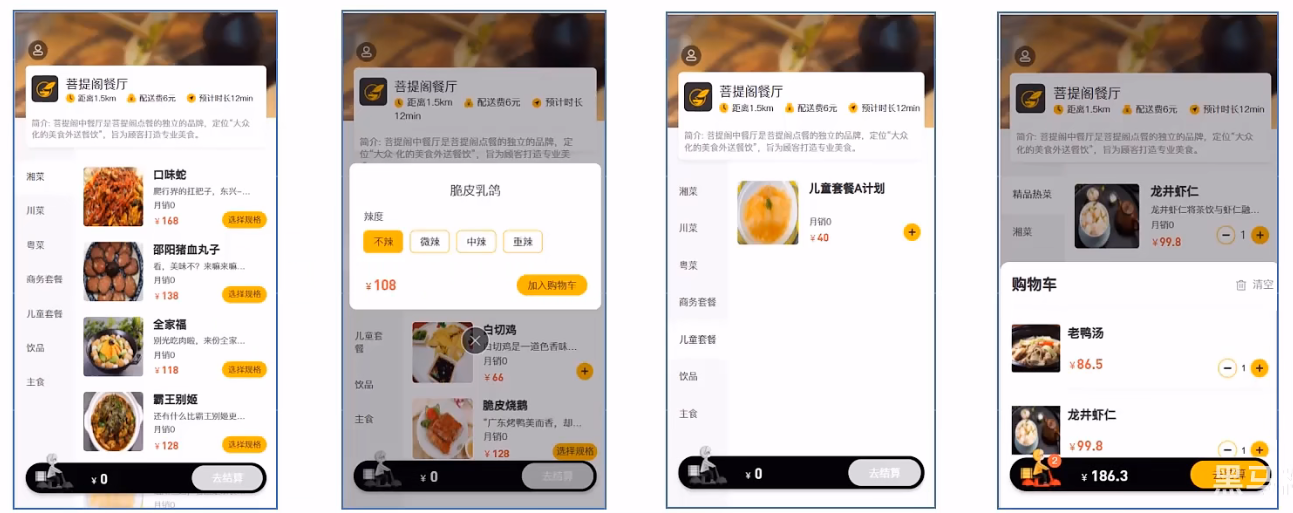 菩提阁餐厅
距离1.5km 配送费6元 预计时长12min
简介: 菩提阁中餐厅是菩提阁点餐的独立的品牌，定位“大众
化的美食外送餐饮”，旨为顾客打造专业美食。
湘菜
川菜
粤菜
商务套餐
儿童套餐
饮品
主食
口味蛇
爬行界的扛把子，东兴-...
月销0
¥168 选择规格
邵阳猪血丸子
看，美味不？来嘛来嘛...
月销0
¥138 选择规格
全家福
别光吃肉啦，来份全家...
月销0
¥118 选择规格
霸王别姬
还有什么比霸王别姬更...
月销0
¥128 选择规格
¥0 去结算
月销0
菩提阁餐厅
距离1.5km 配送费6元 预计时长
12min
简介: 菩提阁中餐厅是菩提阁点餐的独立的品牌，定
位“大众 化的美食外送餐饮”，旨为顾客打造专业美
脆皮乳鸽
辣度
不辣 微辣 中辣 重辣
¥108 加入购物车
儿童套
餐
饮品
主食
白切鸡
白切鸡是一道色香味...
月销0
¥66
脆皮烧鹅
“广东烤鸭美而香，却...
月销0
¥128 选择规格
¥0 去结算
菩提阁餐厅
距离1.5km 配送费6元 预计时长12min
简介: 菩提阁中餐厅是菩提阁点餐的独立的品牌，定位“大众
化的美食外送餐饮”，旨为顾客打造专业美食。
湘菜
川菜
粤菜
商务套餐
儿童套餐
饮品
主食
儿童套餐A计划
月销0
¥40
¥0 去结算
菩提阁餐厅
距离1.5km 配送费6元 预计时长12min
简介: 菩提阁中餐厅是菩提阁点餐的独立的品牌，定位“大众
化的美食外送餐饮”，旨为顾客打造专业美食。
精品热菜
湘菜
龙井虾仁
龙井虾仁将茶饮与虾仁融...
月销0
¥99.8 1
购物车 清空
老鸭汤
¥86.5
1
龙井虾仁
¥99.8
1
2
¥186.3
黑马